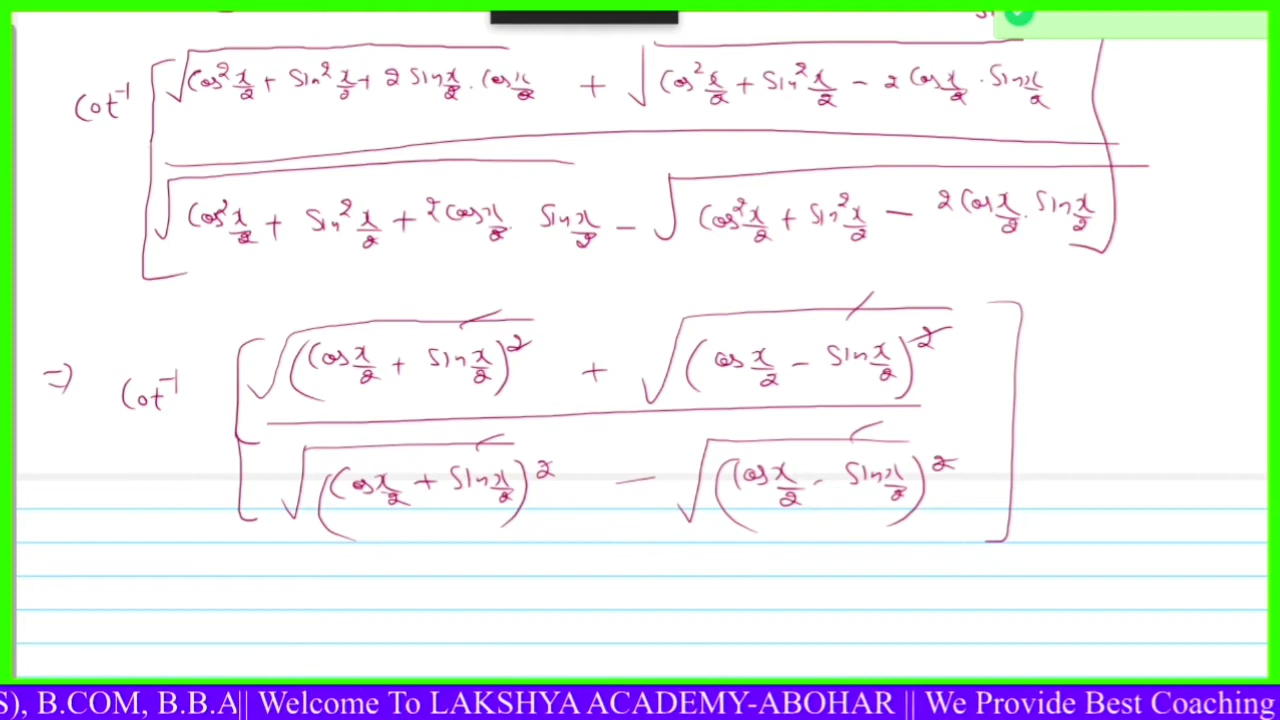 Cot⁻¹ [ √(Cos² x/2 + Sin² x/2 + 2 Sin x/2 . Cos x/2) + √(Cos² x/2 + Sin² x/2 - 2 Cos x/2 . Sin x/2)
√(Cos² x/2 + Sin² x/2 + 2 Cos x/2 . Sin x/2) - √(Cos² x/2 + Sin² x/2 - 2 Cos x/2 . Sin x/2) ]
⇒ Cot⁻¹ [ √((Cos x/2 + Sin x/2)²) + √((Cos x/2 - Sin x/2)²)
√((Cos x/2 + Sin x/2)²) - √((Cos x/2 - Sin x/2)²) ]
S), B.COM, B.B.A|| Welcome To LAKSHYA ACADEMY-ABOHAR || We Provide Best Coaching